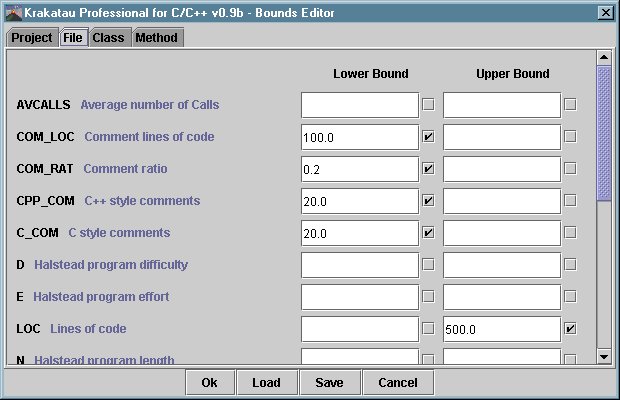 Krakatau Professional for C/C++ v0.9b - Bounds Editor
Project File Class Method
Lower Bound Upper Bound
AVCALLS Average number of Calls
COM_LOC Comment lines of code 100.0
COM_RAT Comment ratio 0.2
CPP_COM C++ style comments 20.0
C_COM C style comments 20.0
D Halstead program difficulty
E Halstead program effort
LOC Lines of code 500.0
N Halstead program length
Ok Load Save Cancel